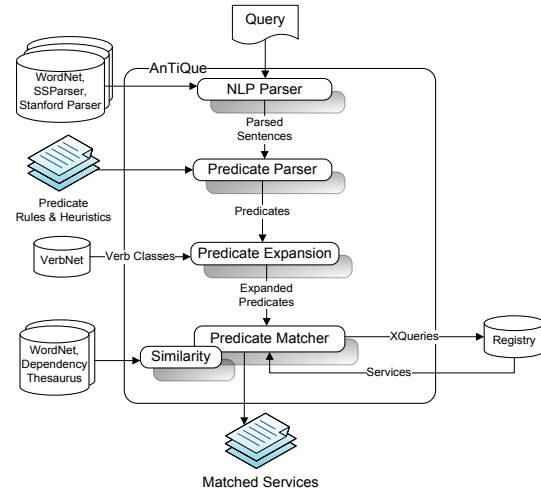 Query
AnTiQue
WordNet,
SSParser,
Stanford Parser
NLP Parser
Parsed
Sentences
Predicate Parser
Predicate
Rules & Heuristics
Predicates
VerbNet
Verb Classes
Predicate Expansion
Expanded
Predicates
Predicate Matcher
XQueries
Registry
Similarity
WordNet,
Dependency
Thesaurus
Services
Matched Services